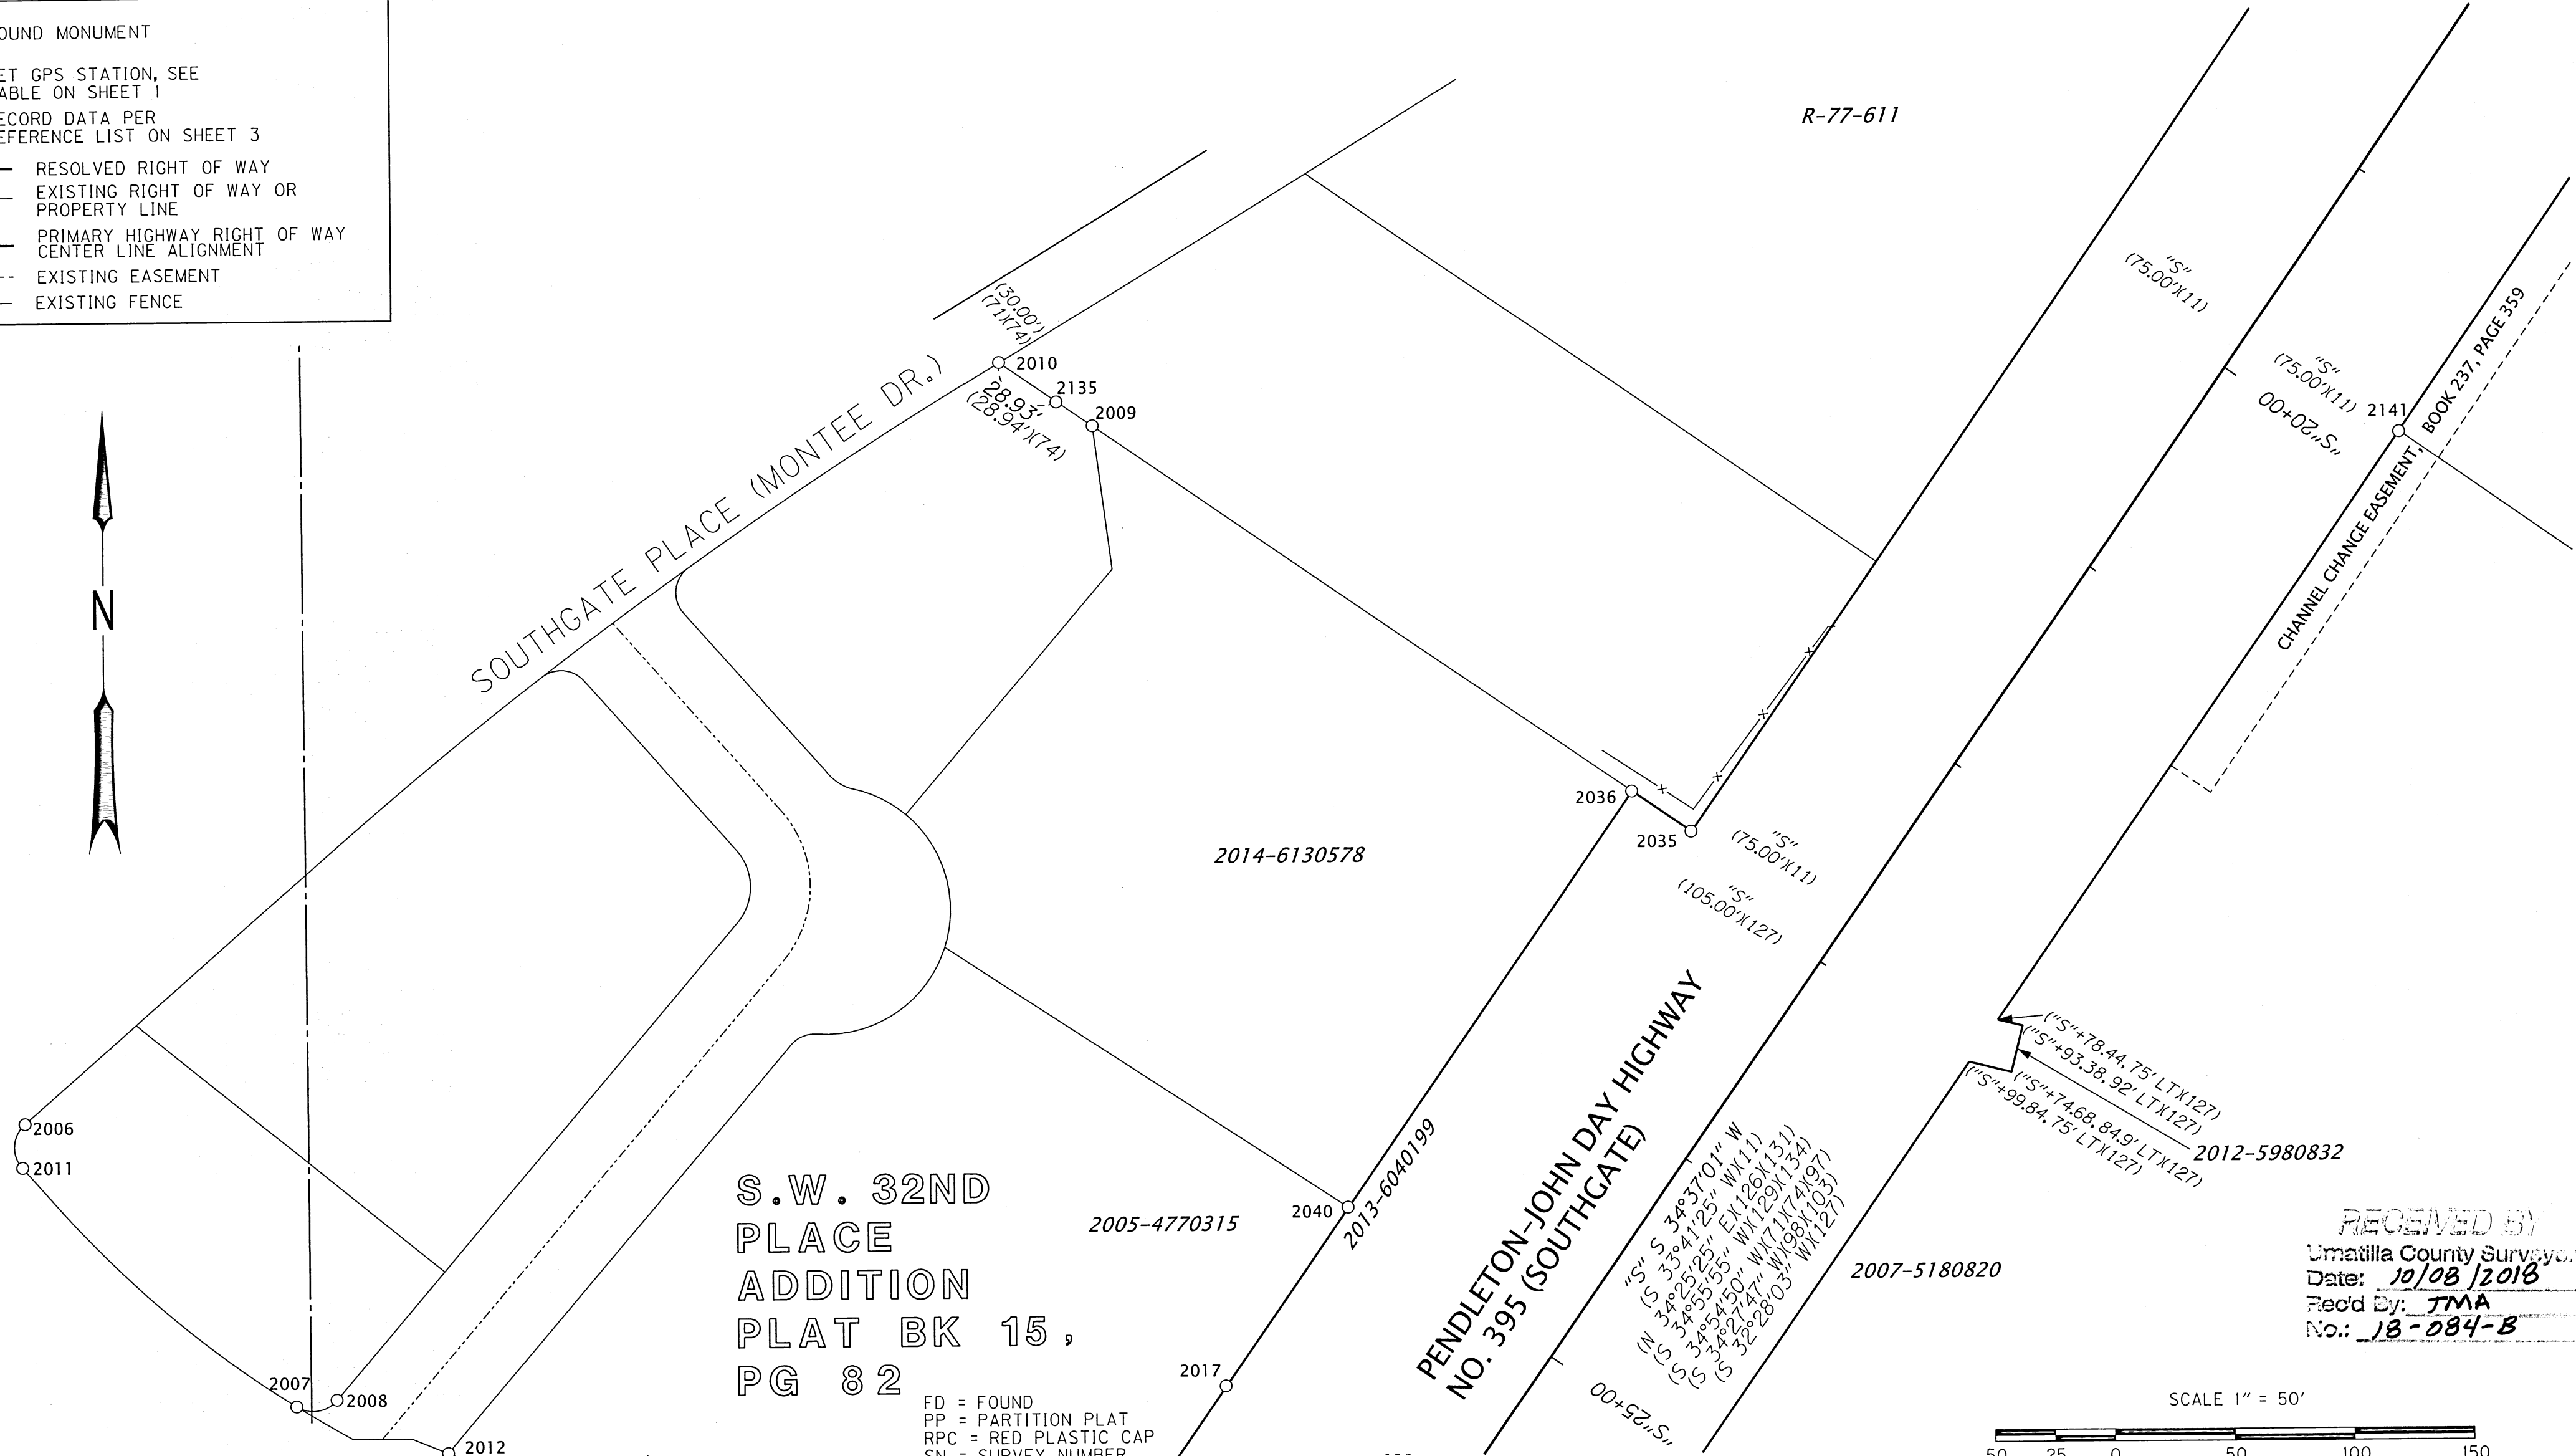 OUND MONUMENT
ET GPS STATION, SEE
ABLE ON SHEET 1
ECORD DATA PER
EFERENCE LIST ON SHEET 3
RESOLVED RIGHT OF WAY
EXISTING RIGHT OF WAY OR
PROPERTY LINE
PRIMARY HIGHWAY RIGHT OF WAY
CENTER LINE ALIGNMENT
EXISTING EASEMENT
EXISTING FENCE
N
R-77-611
(30.00')
(71)(74)
2010
2135
2009
28.93'
(28.94')(74)
SOUTHGATE PLACE (MONTEE DR.)
"S"
(75.00')(11)
"S"
(75.00')(11)
"S"20+00
2141
CHANNEL CHANGE EASEMENT, BOOK 237, PAGE 359
2036
2035
"S"
(75.00')(11)
"S"
(105.00')(127)
2014-6130578
2006
2011
2007
2008
2012
S.W. 32ND
PLACE
ADDITION
PLAT BK 15,
PG 82
2005-4770315
2040
2013-6040199
2017
PENDLETON-JOHN DAY HIGHWAY
NO. 395 (SOUTHGATE)
"S" S 34°37'01" W
(S 33°41'25" W)(11)
(N 34°25'25" E)(126)(131)
(S 34°55'55" W)(129)(134)
(S 34°54'50" W)(71)(74)(97)
(S 34°27'47" W)(98)(103)
(S 32°28'03" W)(127)
"S"25+00
("S"+78.44, 75' LT)(127)
("S"+93.38, 92' LT)(127)
("S"+74.68, 84.9' LT)(127)
("S"+99.84, 75' LT)(127)
2012-5980832
2007-5180820
RECEIVED BY
Umatilla County Surveyor
Date: 10/08/2018
Rec'd By: JMA
No.: 18-084-B
FD = FOUND
PP = PARTITION PLAT
RPC = RED PLASTIC CAP
SN = SURVEY NUMBER
SCALE 1" = 50'
50 25 0 50 100 150